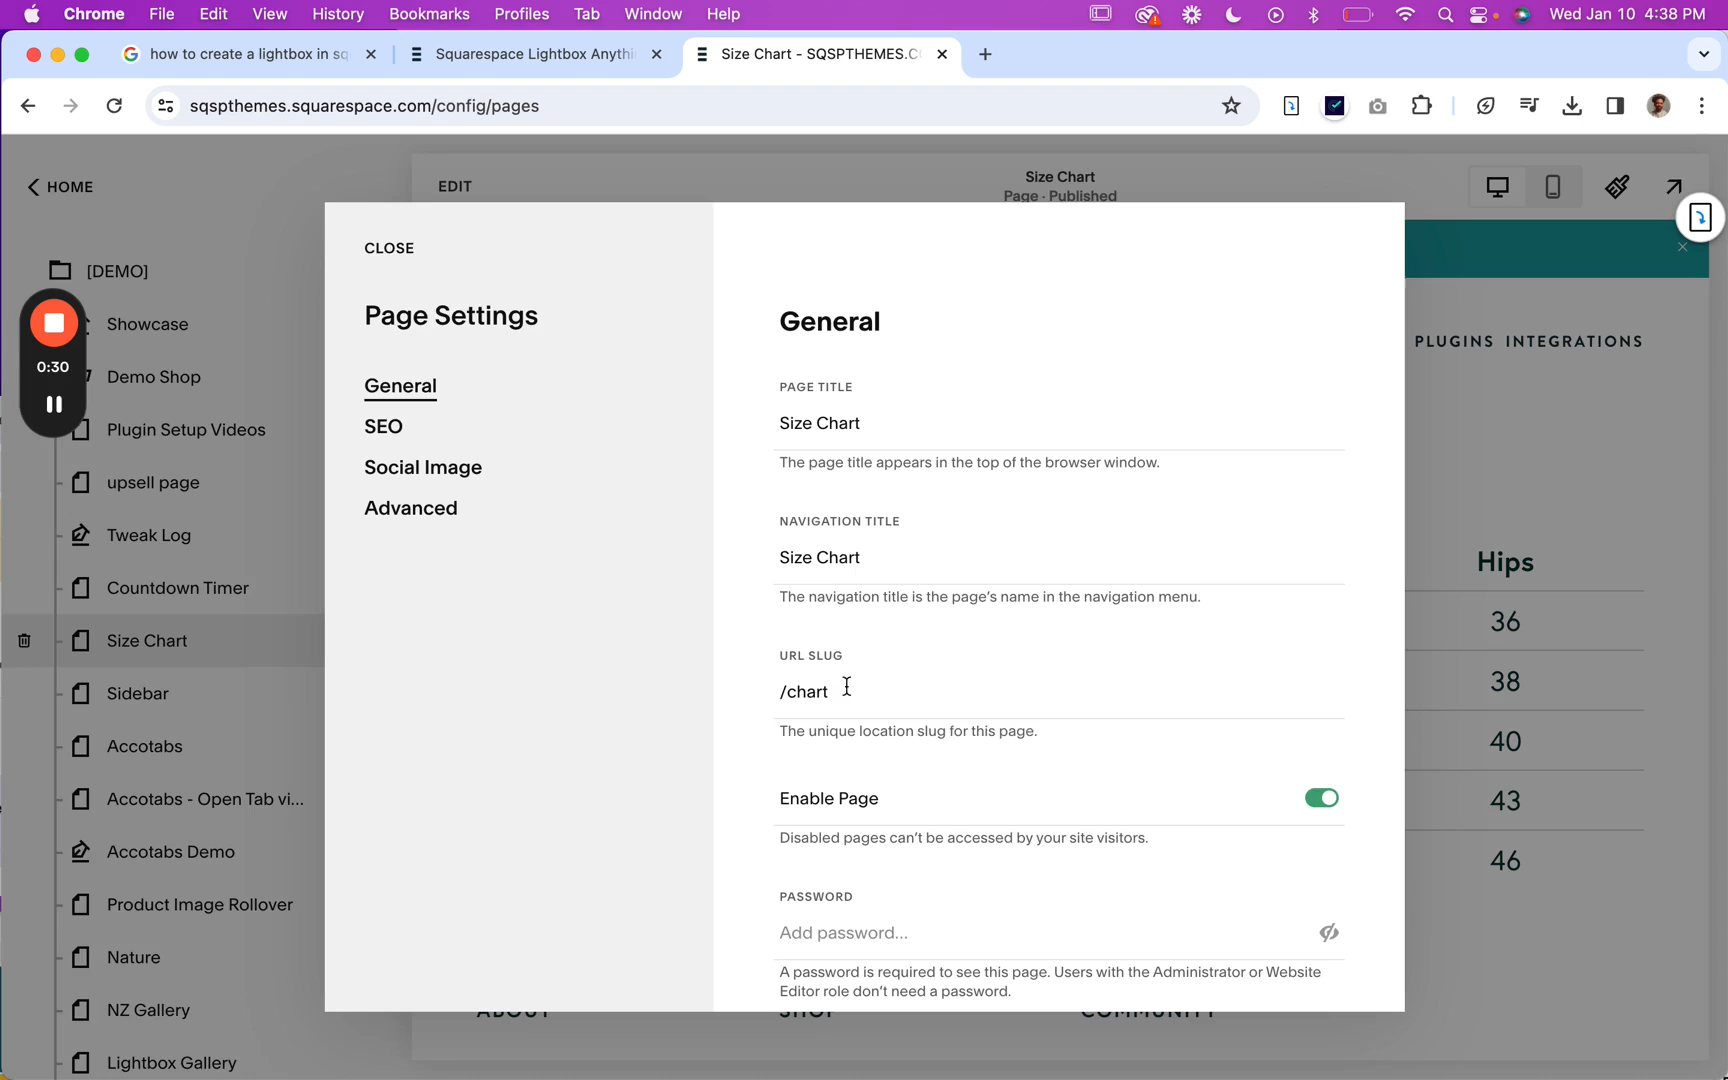 Chrome File Edit View History Bookmarks Profiles Tab Window Help Wed Jan 10 4:38 PM
how to create a lightbox in sq Squarespace Lightbox Anythi Size Chart - SQSPTHEMES.C
sqspthemes.squarespace.com/config/pages
HOME
[DEMO]
Showcase
0:30
Demo Shop
Plugin Setup Videos
upsell page
Tweak Log
Countdown Timer
Size Chart
Sidebar
Accotabs
Accotabs - Open Tab vi...
Accotabs Demo
Product Image Rollover
Nature
NZ Gallery
Lightbox Gallery
EDIT
Size Chart
Page · Published
CLOSE
Page Settings
General
SEO
Social Image
Advanced
General
PAGE TITLE
Size Chart
The page title appears in the top of the browser window.
NAVIGATION TITLE
Size Chart
The navigation title is the page's name in the navigation menu.
URL SLUG
/chart
The unique location slug for this page.
Enable Page
Disabled pages can't be accessed by your site visitors.
PASSWORD
Add password...
A password is required to see this page. Users with the Administrator or Website
Editor role don't need a password.
PLUGINS INTEGRATIONS
Hips
36
38
40
43
46
ABOUT SHOP COMMUNITY